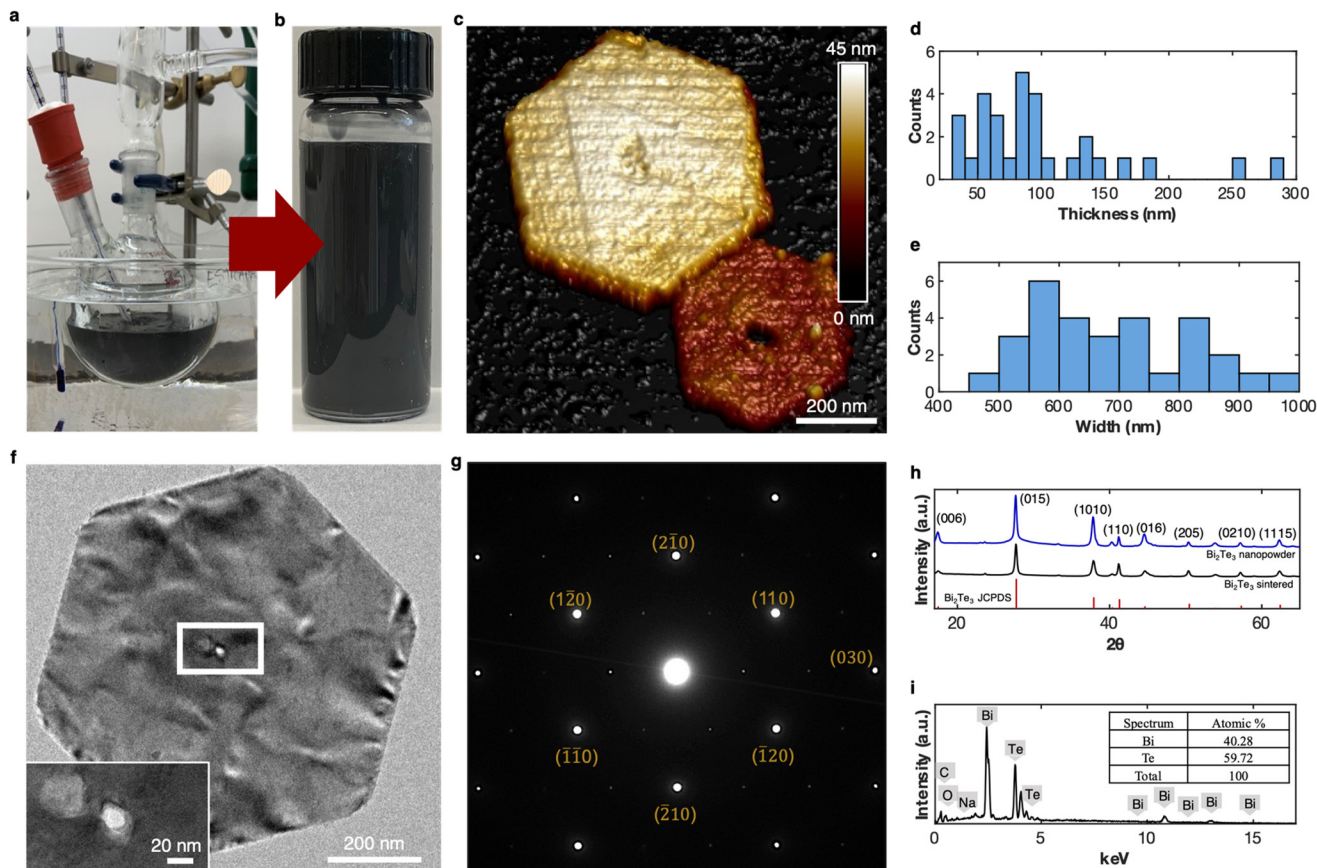 a
b
c
45 nm
0 nm
200 nm
d
6
4
2
0
Counts
50 100 150 200 250 300
Thickness (nm)
e
6
4
2
0
Counts
400 500 600 700 800 900 1000
Width (nm)
f
20 nm
200 nm
g
(21̅0)
(12̅0)
(110)
(030)
(1̅1̅0)
(1̅20)
(2̅10)
h
Intensity (a.u.)
(006)
(015)
(1010)
(110)
(016)
(205)
(0210)
(1115)
Bi₂Te₃ nanopowder
Bi₂Te₃ sintered
Bi₂Te₃ JCPDS
20 40 60
2θ
i
Intensity (a.u.)
C
O
Na
Bi
Te
Te
Bi
Bi
Bi
Bi
Bi
Spectrum Atomic %
Bi 40.28
Te 59.72
Total 100
0 5 10 15
keV